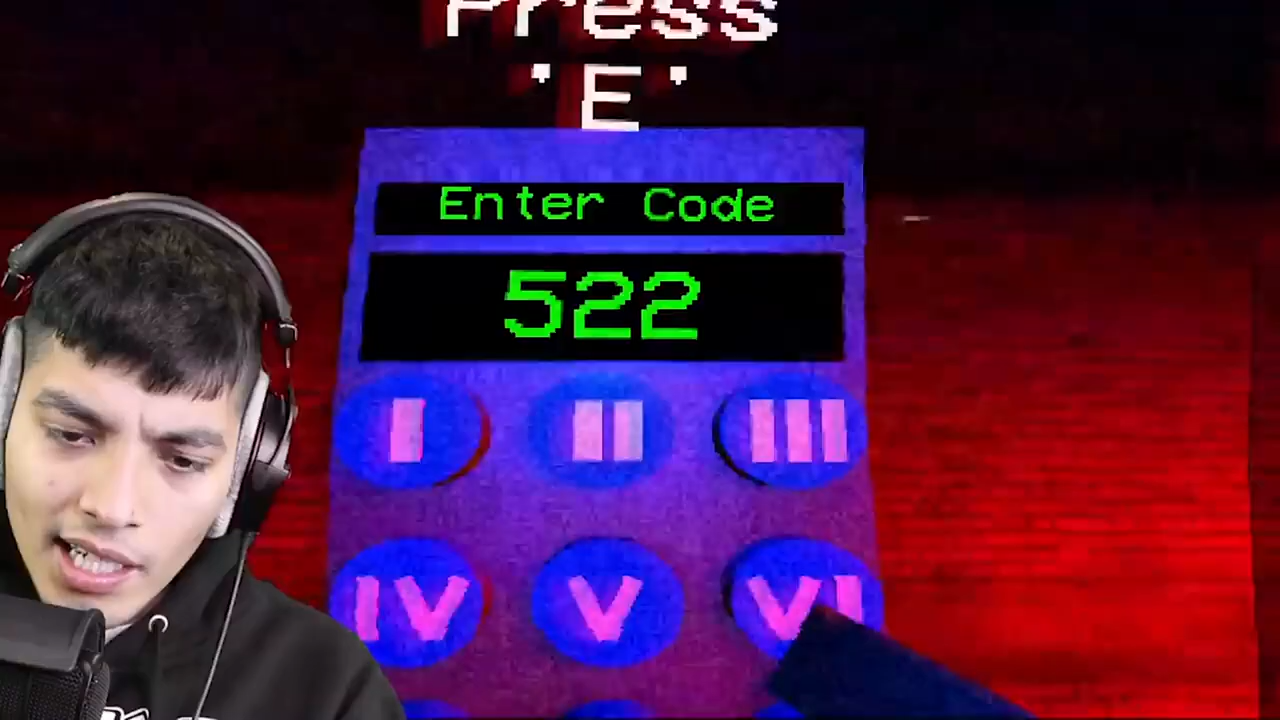 Press
'E'
Enter Code
522
I II III
IV V VI